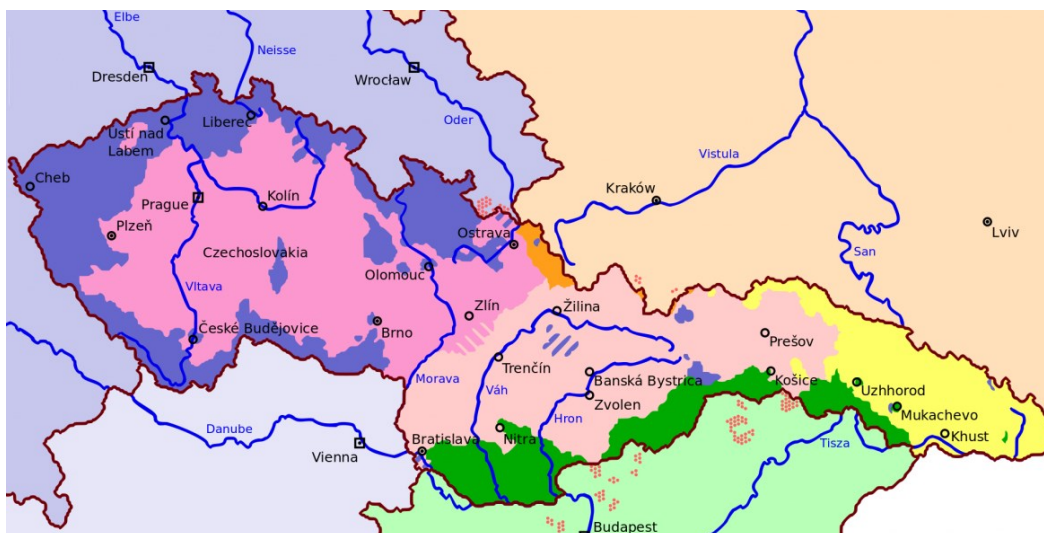 Elbe
Neisse
Dresden
Wrocław
Liberec
Oder
Ústí nad
Labem
Vistula
Cheb
Kraków
Prague
Kolín
Lviv
Plzeň
Ostrava
Czechoslovakia
San
Olomouc
Vltava
Zlín
Žilina
České Budějovice
Brno
Prešov
Trenčín
Morava
Váh
Banská Bystrica
Košice
Uzhhorod
Zvolen
Mukachevo
Hron
Danube
Nitra
Khust
Bratislava
Tisza
Vienna
Budapest